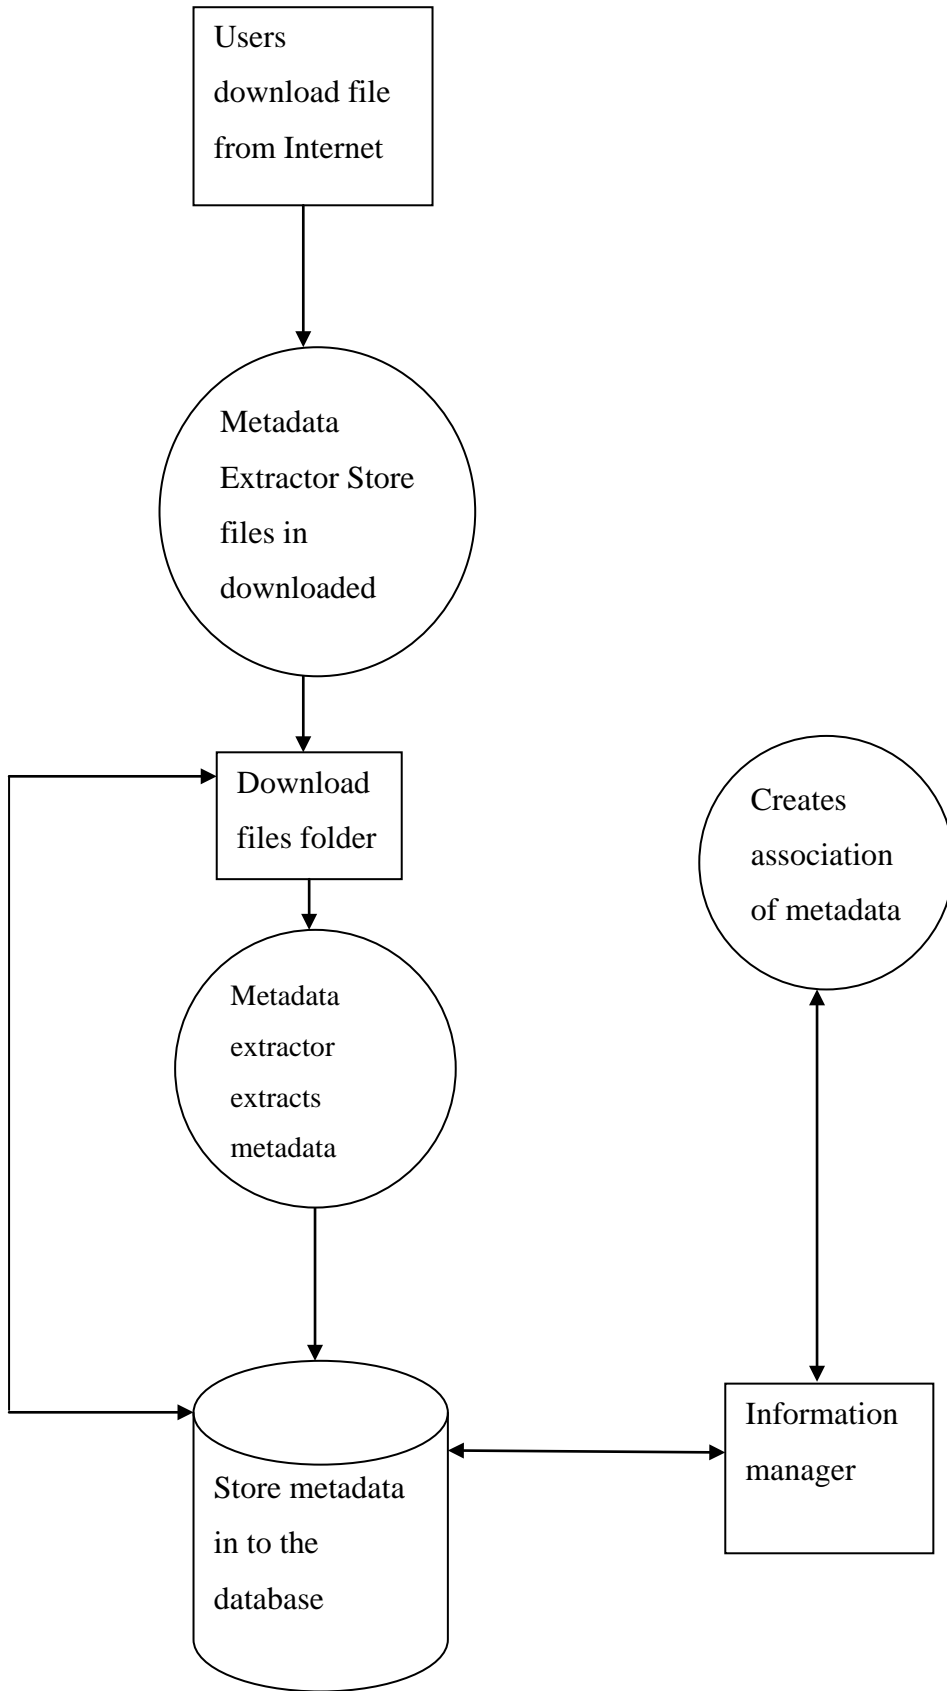 Users
download file
from Internet
Metadata
Extractor Store
files in
downloaded
Download
files folder
Creates
association
of metadata
Metadata
extractor
extracts
metadata
Information
manager
Store metadata
in to the
database